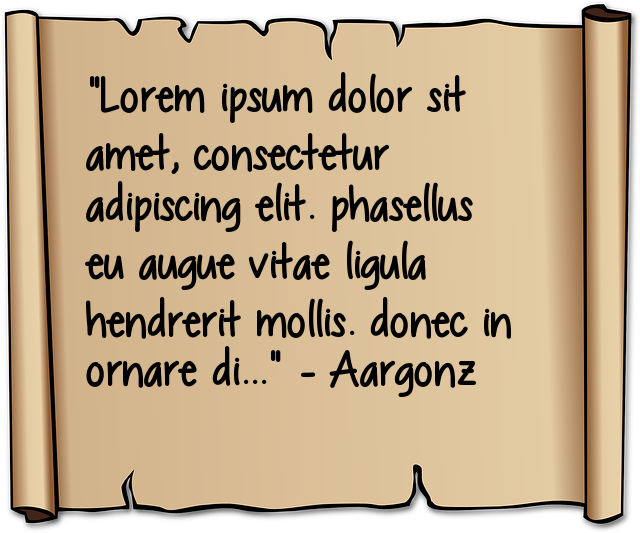 "Lorem ipsum dolor sit
amet, consectetur
adipiscing elit. phasellus
eu augue vitae ligula
hendrerit mollis. donec in
ornare di..." - Aargonz